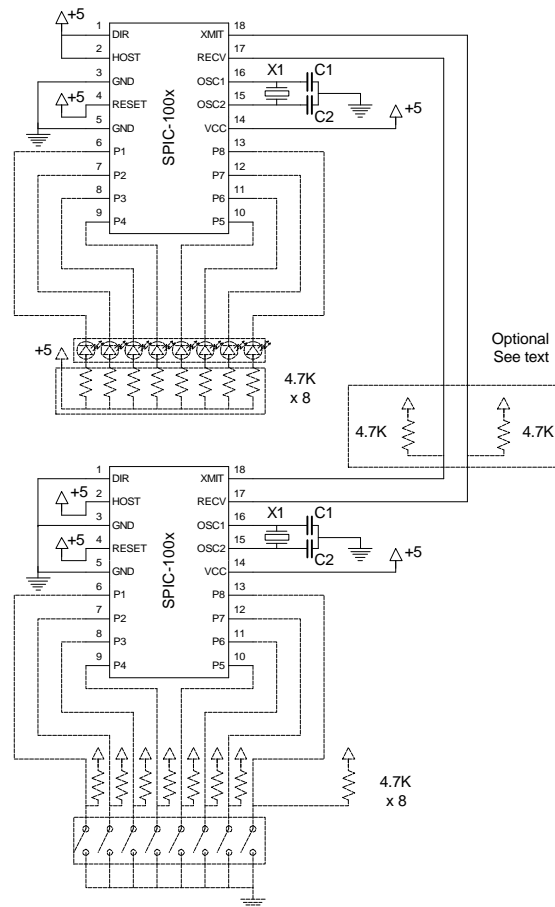 +5
1 DIR XMIT 18
2 HOST RECV 17
3 GND OSC1 16 X1 C1
+5
4 RESET OSC2 15 C2
5 GND VCC 14 +5
6 P1 P8 13
7 P2 P7 12
8 P3 P6 11
9 P4 P5 10
SPIC-100x
+5
4.7K
x 8
Optional
See text
4.7K 4.7K
1 DIR XMIT 18
+5
2 HOST RECV 17
3 GND OSC1 16 X1 C1
+5
4 RESET OSC2 15 C2
5 GND VCC 14 +5
6 P1 P8 13
7 P2 P7 12
8 P3 P6 11
9 P4 P5 10
SPIC-100x
4.7K
x 8